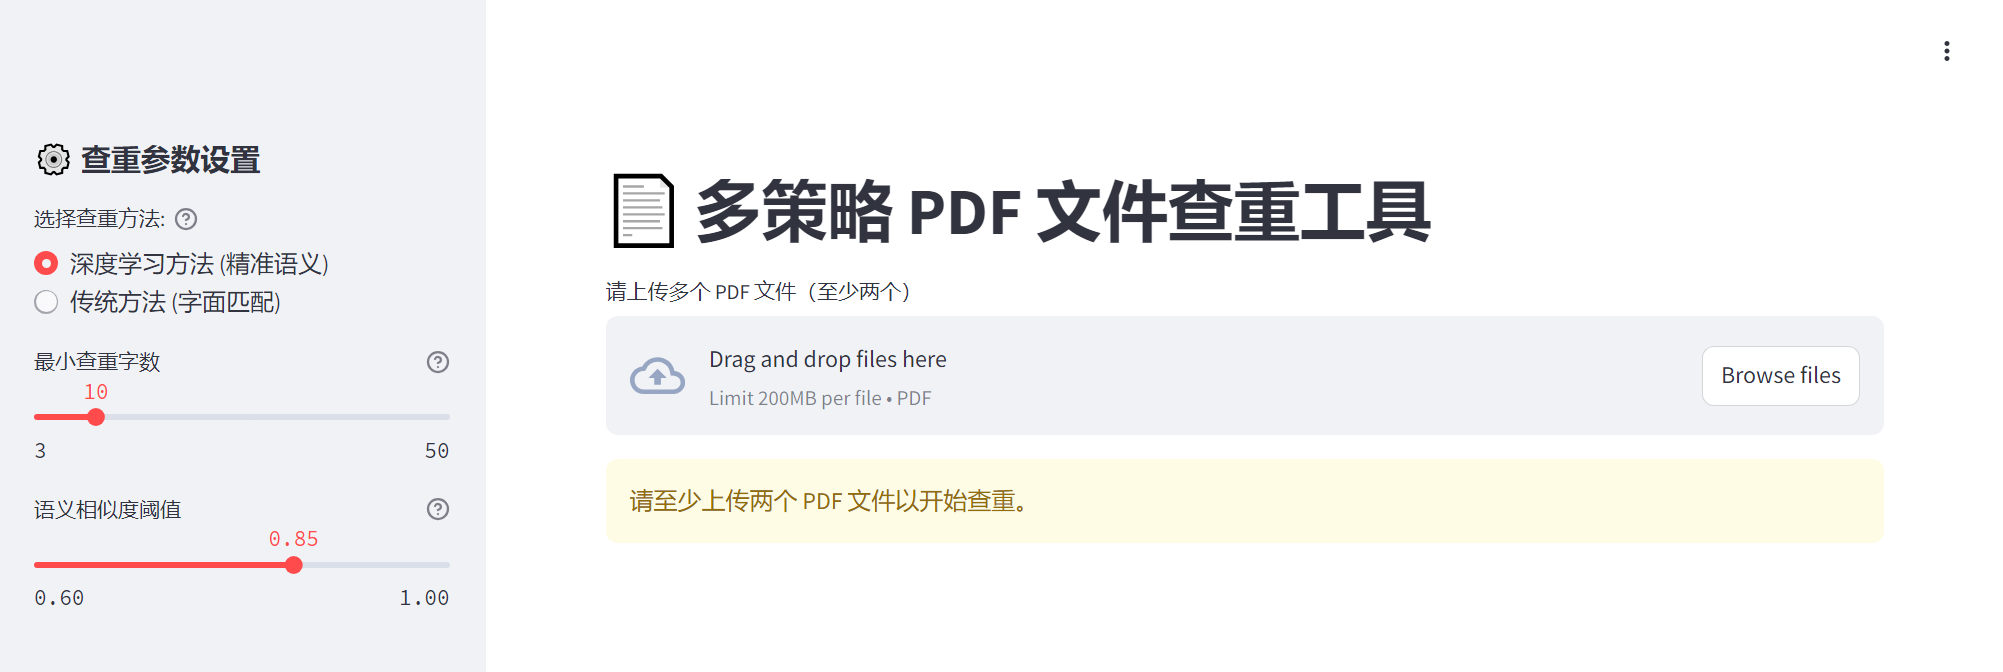 查重参数设置
选择查重方法:
深度学习方法 (精准语义)
传统方法 (字面匹配)
最小查重字数
10
3
50
语义相似度阈值
0.85
0.60
1.00
多策略 PDF 文件查重工具
请上传多个 PDF 文件（至少两个）
Drag and drop files here
Limit 200MB per file • PDF
Browse files
请至少上传两个 PDF 文件以开始查重。